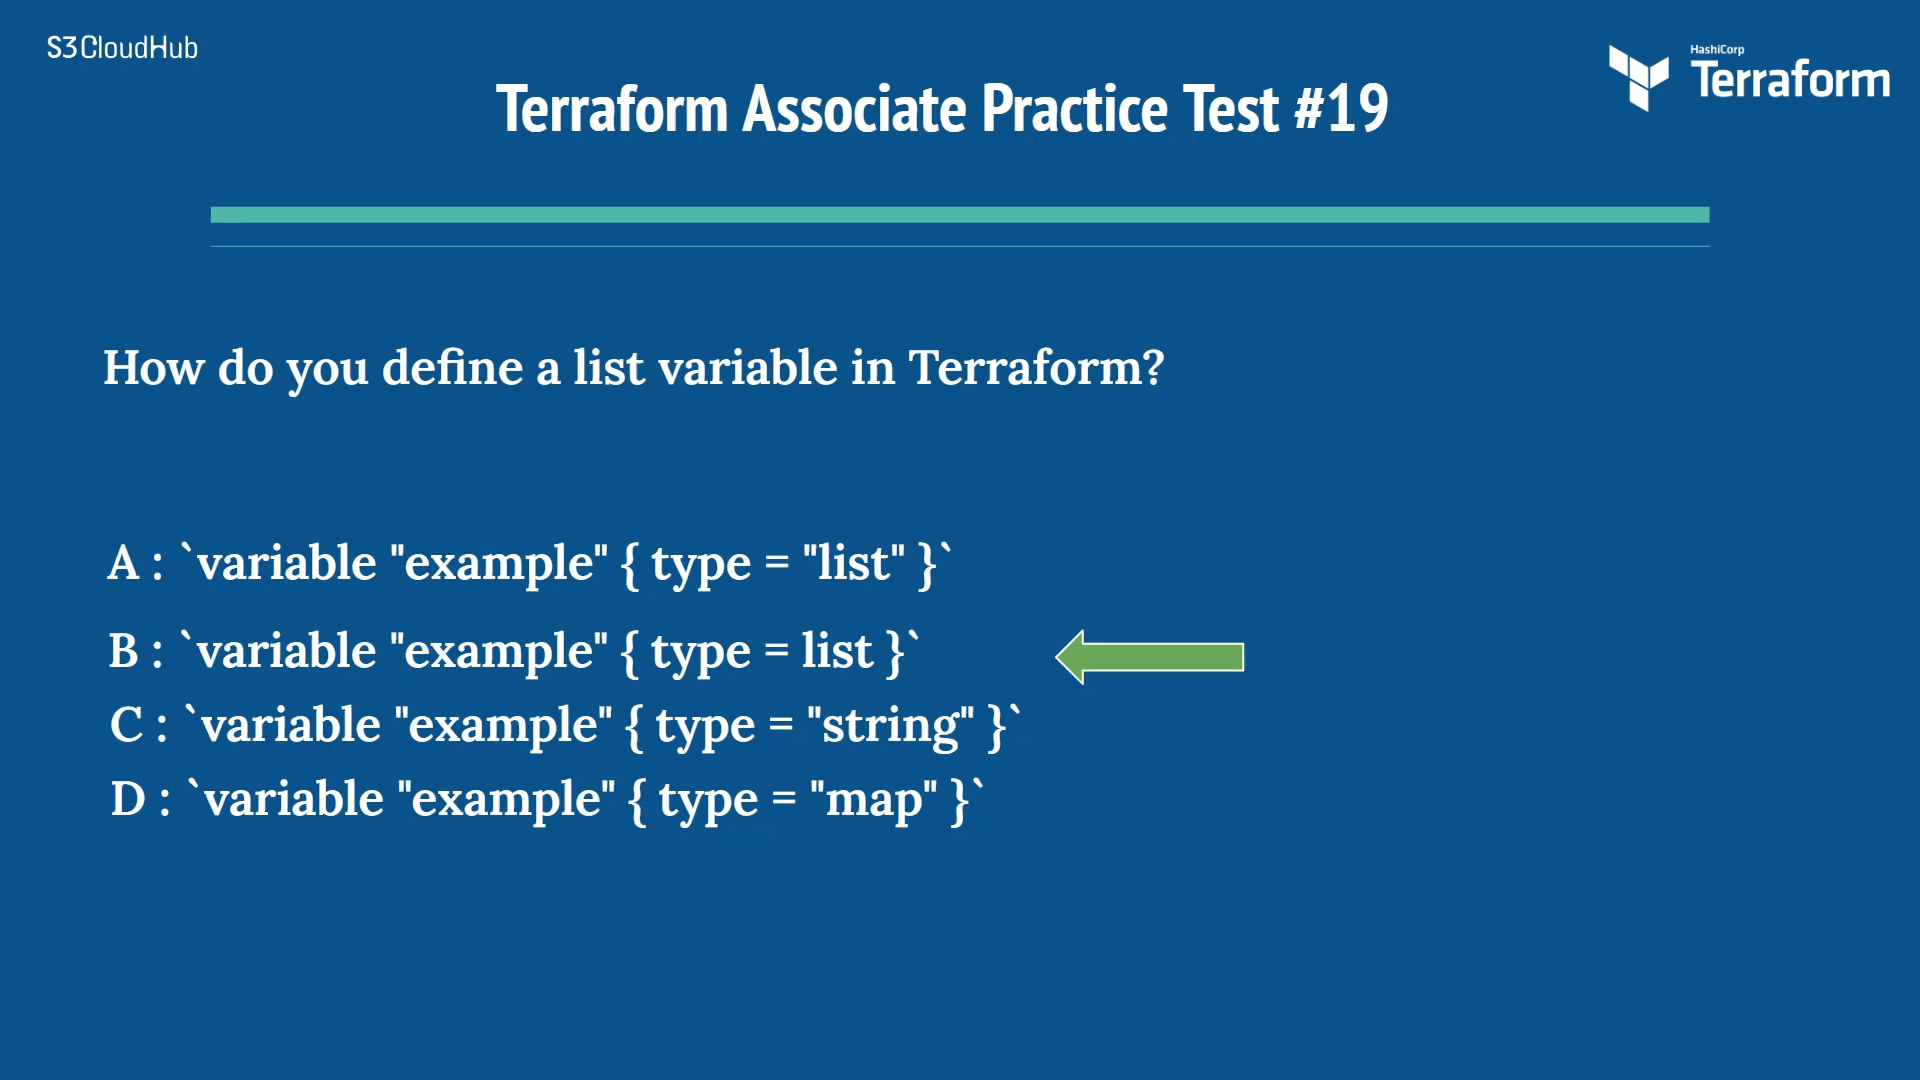 S3CloudHub
HashiCorp
Terraform
Terraform Associate Practice Test #19
How do you define a list variable in Terraform?
A : `variable "example" { type = "list" }`
B : `variable "example" { type = list }`
C : `variable "example" { type = "string" }`
D : `variable "example" { type = "map" }`